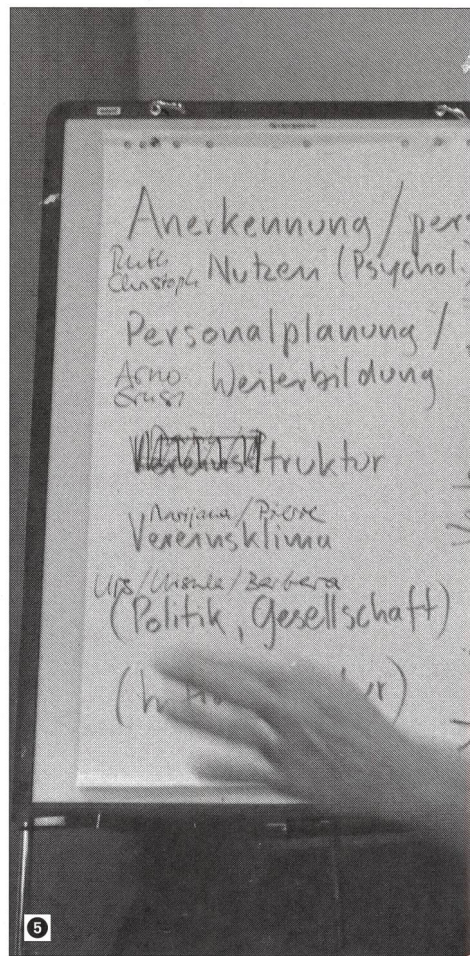 Anerkennung / pers
Ruth
Christoph Nutzen (Psychol.)
Personalplanung /
Arno
Ernst Weiterbildung
struktur
Marijana / Pierre
Vereinsklima
Urs / Ursula / Barbara
(Politik, Gesellschaft)
5